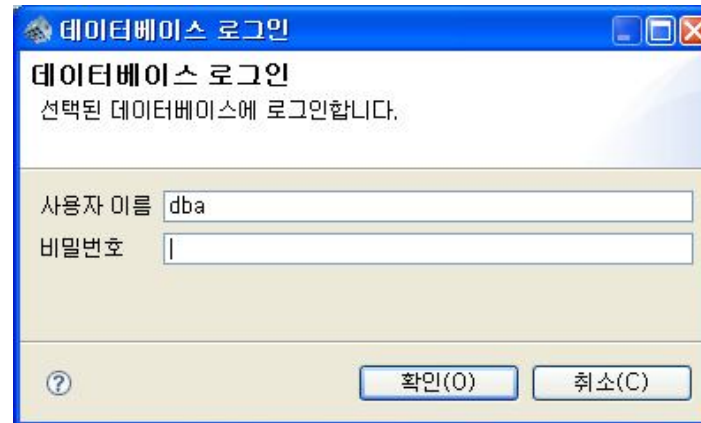 데이터베이스 로그인
데이터베이스 로그인
선택된 데이터베이스에 로그인합니다.
사용자 이름 dba
비밀번호
확인(O) 취소(C)